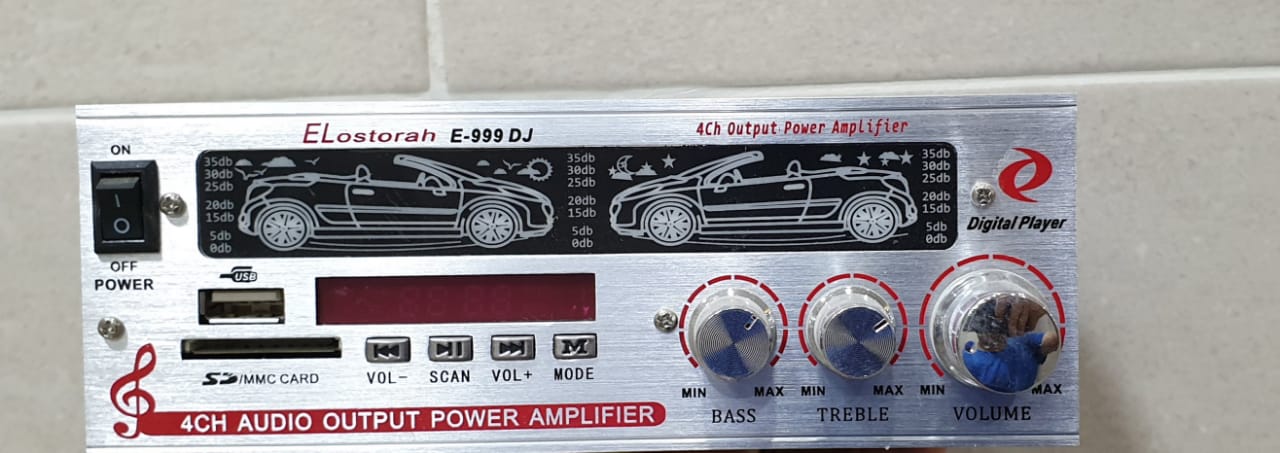 ELostorah E-999 DJ
4Ch Output Power Amplifier
ON
I
O
OFF
POWER
35db
30db
25db
20db
15db
5db
0db
35db
30db
25db
20db
15db
5db
0db
35db
30db
25db
20db
15db
5db
0db
Digital Player
USB
SD/MMC CARD
VOL-
SCAN
VOL+
M
MODE
MIN
MAX
BASS
MIN
MAX
TREBLE
MIN
MAX
VOLUME
4CH AUDIO OUTPUT POWER AMPLIFIER